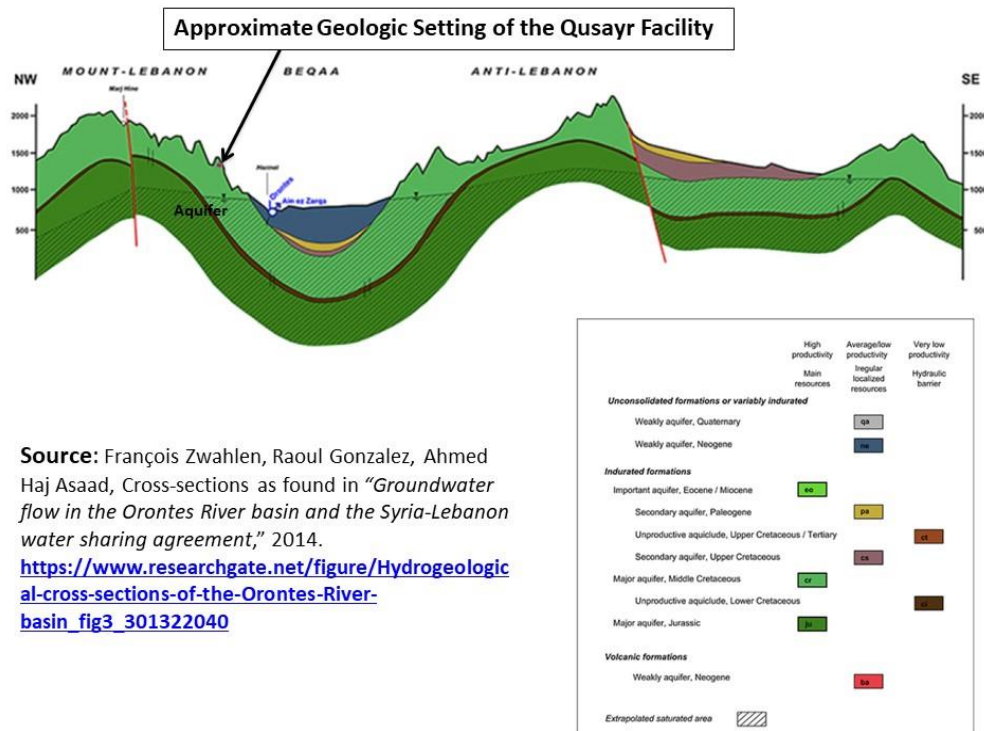 Approximate Geologic Setting of the Qusayr Facility
MOUNT-LEBANON BEQAA ANTI-LEBANON
NW SE
Marj Hine
2000 2000
1500 1500
Hermel
1000 1000
Orontes
Ain ez Zarqa
Aquifer
500 500
High productivity Average/low productivity Very low productivity
Main resources Irregular localized resources Hydraulic barrier
Unconsolidated formations or variably indurated
Weakly aquifer, Quaternary qa
Weakly aquifer, Neogene ne
Indurated formations
Important aquifer, Eocene / Miocene eo
Secondary aquifer, Paleogene pa
Unproductive aquiclude, Upper Cretaceous / Tertiary ct
Secondary aquifer, Upper Cretaceous cs
Major aquifer, Middle Cretaceous cr
Unproductive aquiclude, Lower Cretaceous ci
Major aquifer, Jurassic ju
Volcanic formations
Weakly aquifer, Neogene ba
Extrapolated saturated area
Source: François Zwahlen, Raoul Gonzalez, Ahmed
Haj Asaad, Cross-sections as found in “Groundwater
flow in the Orontes River basin and the Syria-Lebanon
water sharing agreement,” 2014.
https://www.researchgate.net/figure/Hydrogeologic
al-cross-sections-of-the-Orontes-River-
basin_fig3_301322040